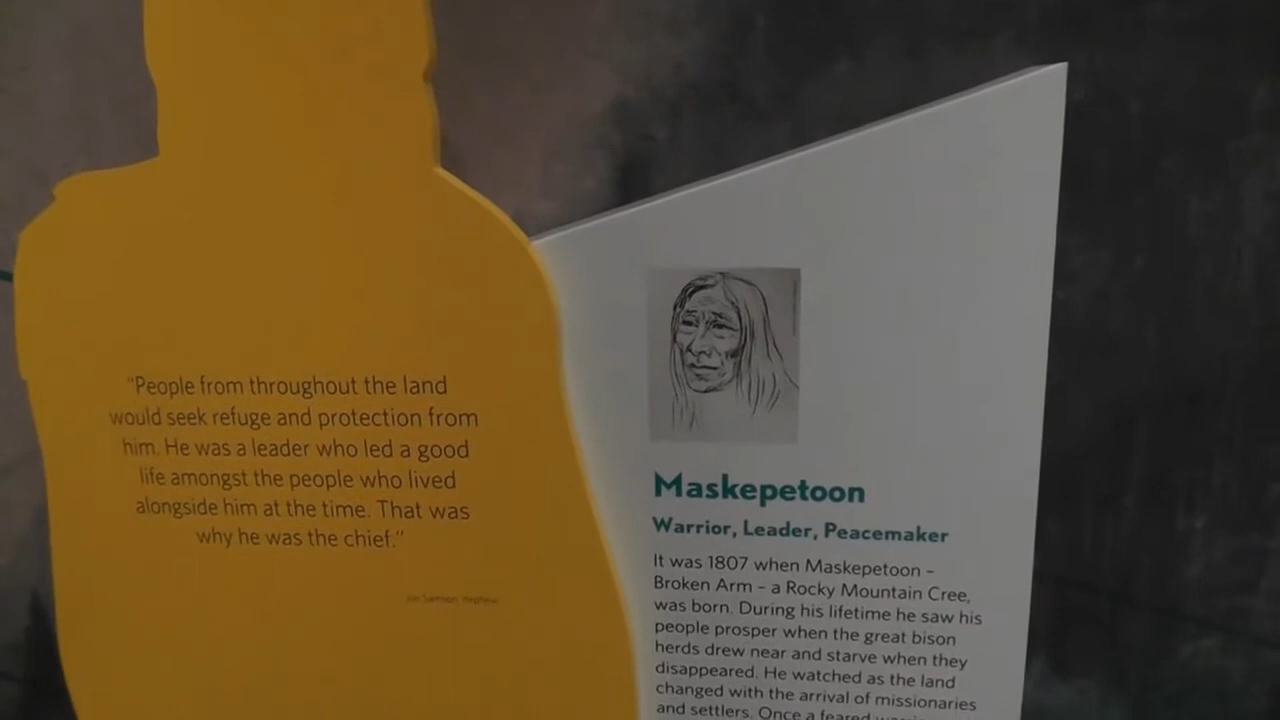 "People from throughout the land
would seek refuge and protection from
him. He was a leader who led a good
life amongst the people who lived
alongside him at the time. That was
why he was the chief."
Maskepetoon
Warrior, Leader, Peacemaker
It was 1807 when Maskepetoon –
Broken Arm – a Rocky Mountain Cree,
was born. During his lifetime he saw his
people prosper when the great bison
herds drew near and starve when they
disappeared. He watched as the land
changed with the arrival of missionaries
and settlers. Once a feared